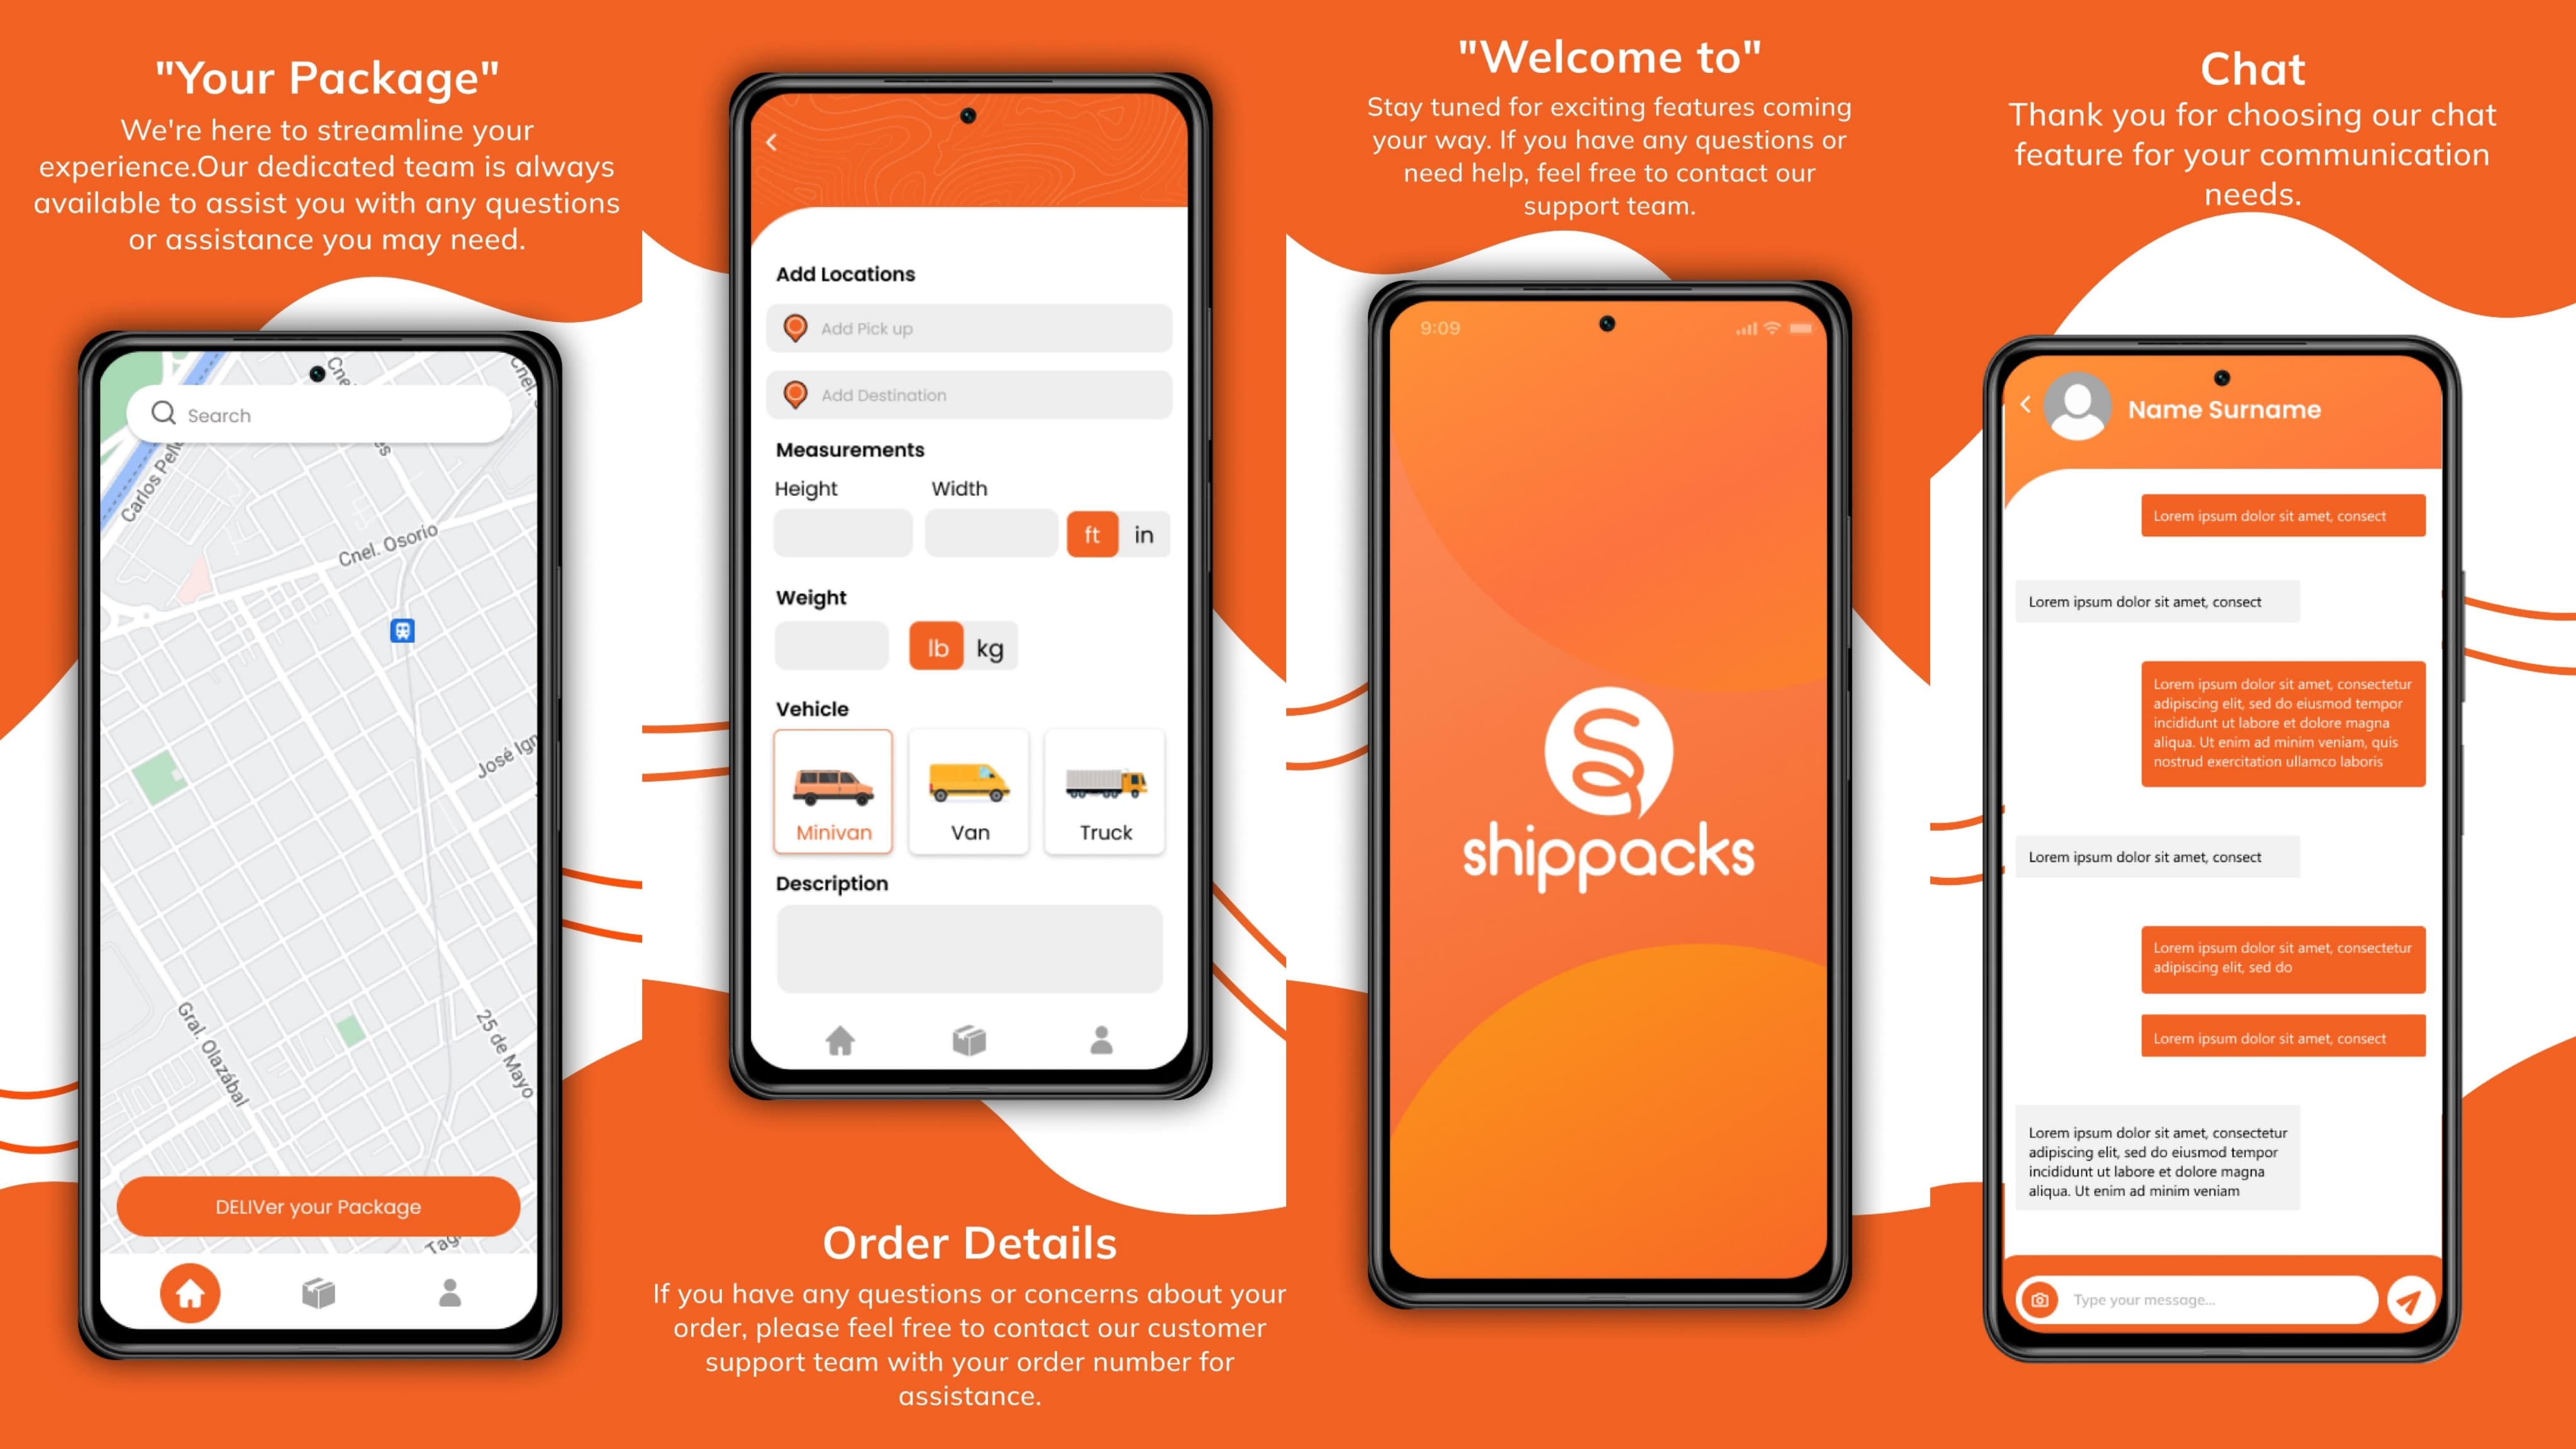 "Your Package"
We're here to streamline your
experience.Our dedicated team is always
available to assist you with any questions
or assistance you may need.
Search
Carlos Pell
Cnel. Osorio
José Ign
Gral. Olazábal
25 de Mayo
DELIVer your Package
Add Locations
Add Pick up
Add Destination
Measurements
Height Width
ft in
Weight
lb kg
Vehicle
Minivan Van Truck
Description
Order Details
If you have any questions or concerns about your
order, please feel free to contact our customer
support team with your order number for
assistance.
"Welcome to"
Stay tuned for exciting features coming
your way. If you have any questions or
need help, feel free to contact our
support team.
9:09
shippacks
Chat
Thank you for choosing our chat
feature for your communication
needs.
Name Surname
Lorem ipsum dolor sit amet, consect
Lorem ipsum dolor sit amet, consect
Lorem ipsum dolor sit amet, consectetur
adipiscing elit, sed do eiusmod tempor
incididunt ut labore et dolore magna
aliqua. Ut enim ad minim veniam, quis
nostrud exercitation ullamco laboris
Lorem ipsum dolor sit amet, consect
Lorem ipsum dolor sit amet, consectetur
adipiscing elit, sed do
Lorem ipsum dolor sit amet, consect
Lorem ipsum dolor sit amet, consectetur
adipiscing elit, sed do eiusmod tempor
incididunt ut labore et dolore magna
aliqua. Ut enim ad minim veniam
Type your message...